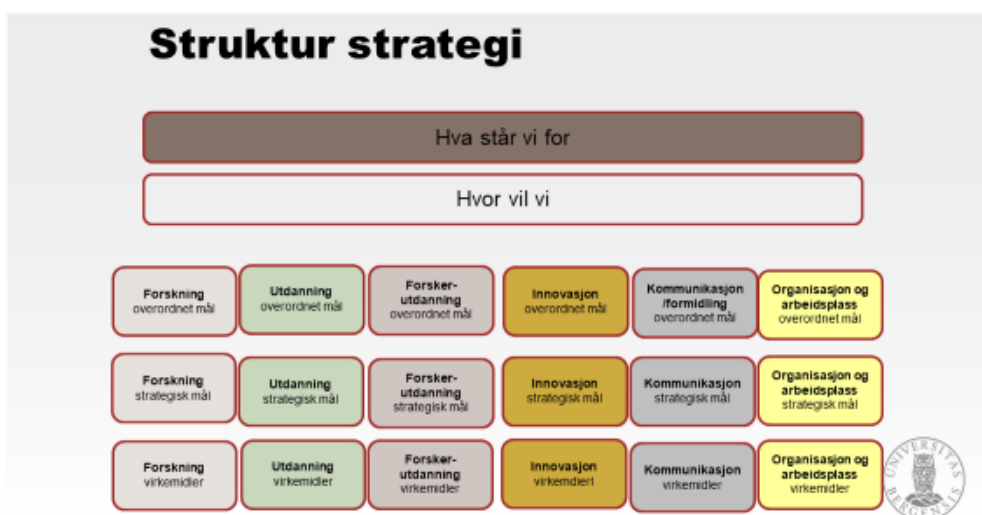 Struktur strategi
Hva står vi for
Hvor vil vi
Forskning
overordnet mål
Utdanning
overordnet mål
Forsker-
utdanning
overordnet mål
Innovasjon
overordnet mål
Kommunikasjon
/formidling
overordnet mål
Organisasjon og
arbeidsplass
overordnet mål
Forskning
strategisk mål
Utdanning
strategisk mål
Forsker-
utdanning
strategisk mål
Innovasjon
strategisk mål
Kommunikasjon
strategisk mål
Organisasjon og
arbeidsplass
strategisk mål
Forskning
virkemidler
Utdanning
virkemidler
Forsker-
utdanning
virkemidler
Innovasjon
virkemdierl
Kommunikasjon
virkemidler
Organisasjon og
arbeidsplass
virkemidler
UNIVERSITAS
BERGENSIS